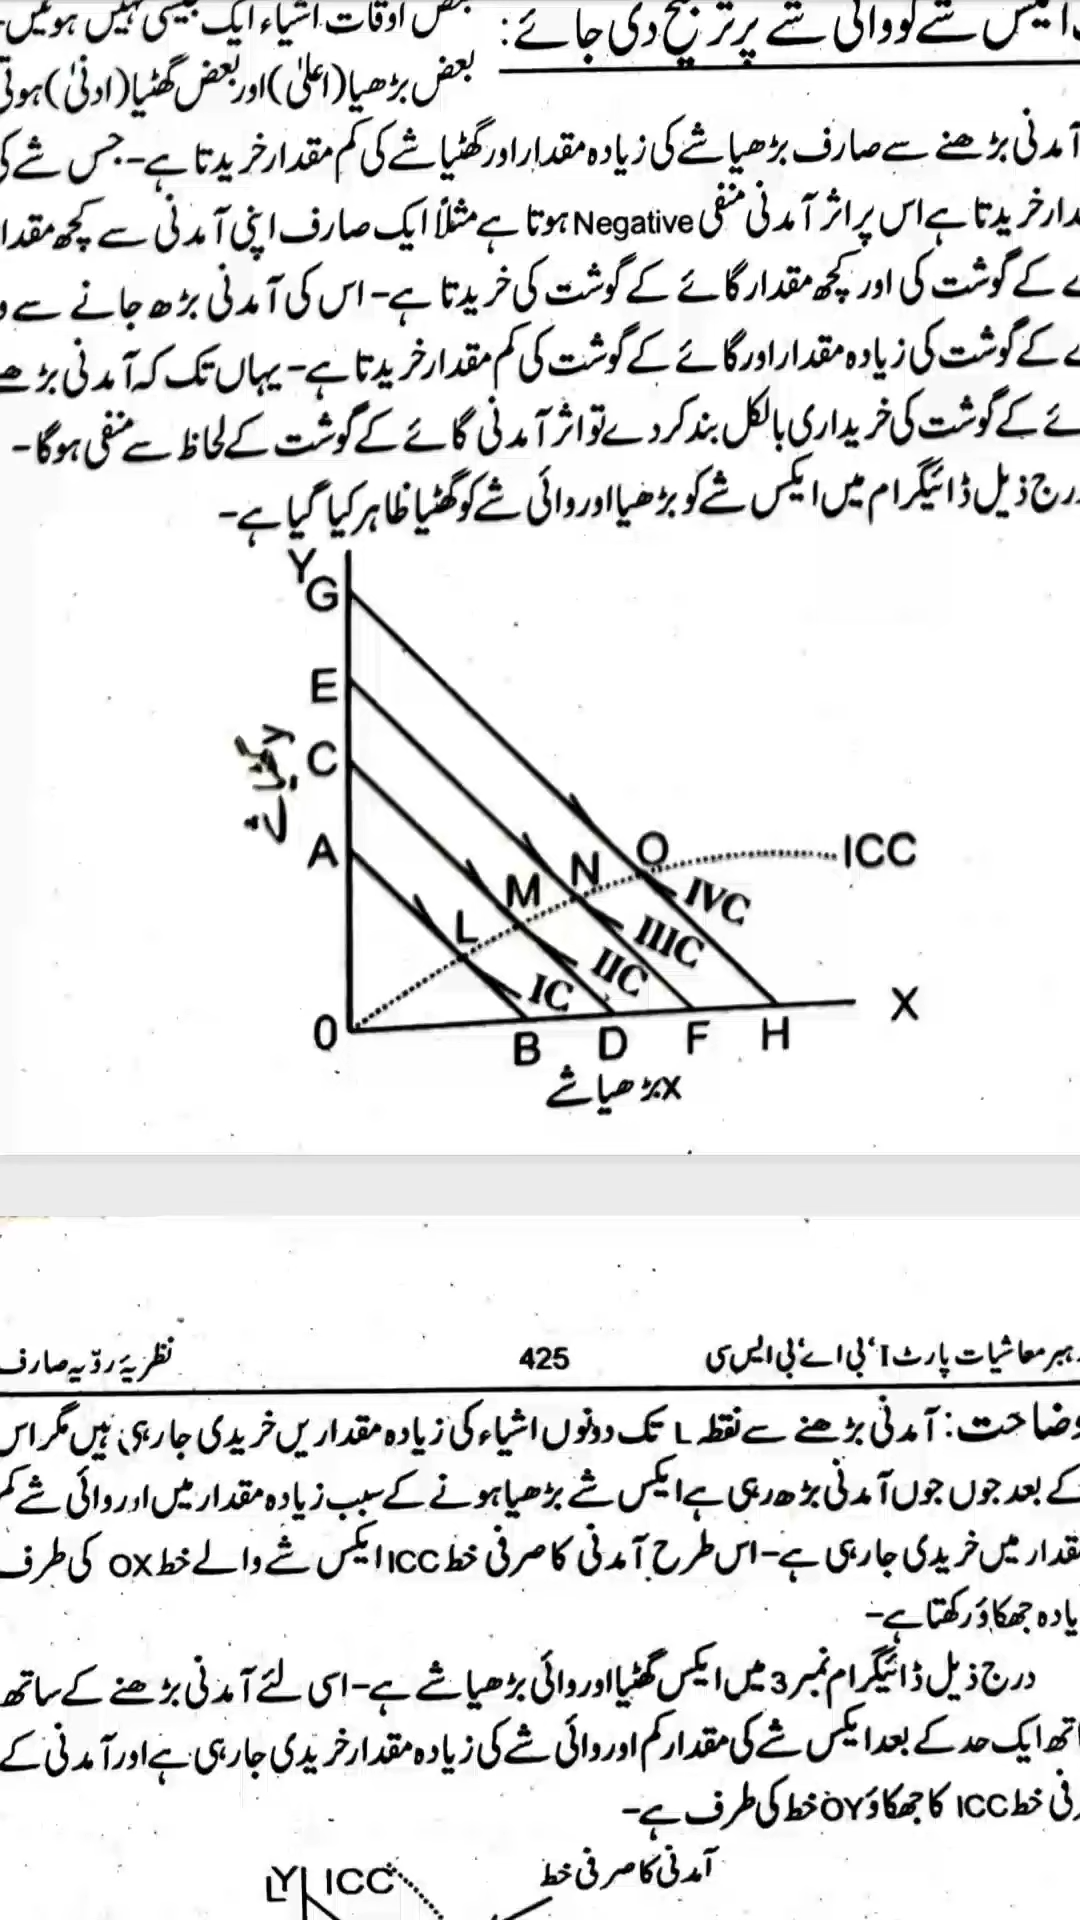 ایکس شے کو وائی شے پر ترجیح دی جائے:
بعض اوقات اشیاء ایک جیسی نہیں ہوتیں-
بعض بڑھیا(اعلیٰ)اور بعض گھٹیا(ادنیٰ)ہوتی
آمدنی بڑھنے سے صارف بڑھیا شے کی زیادہ مقدار اور گھٹیا شے کی کم مقدار خریدتا ہے-جس شے کی
خریدتا ہے اس پر اثر آمدنی منفی Negative ہوتا ہے مثلاً ایک صارف اپنی آمدنی سے کچھ
کے گوشت کی اور کچھ مقدار گائے کے گوشت کی خریدتا ہے-اس کی آمدنی بڑھ جانے سے
کے گوشت کی زیادہ مقدار اور گائے کے گوشت کی کم مقدار خریدتا ہے-یہاں تک کہ آمدنی
کے گوشت کی خریداری بالکل بند کردے تو اثر آمدنی گائے کے گوشت کے لحاظ سے منفی ہوگا-
درج ذیل ڈائیگرام میں ایکس شے کو بڑھیا اور وائی شے کو گھٹیا ظاہر کیا گیا ہے-
Y
G
E
C
A
y گھٹیا شے
L
M
N
O
ICC
IC
IIC
IIIC
IVC
0
B
D
F
H
X
xبڑھیا شے
معاشیات پارٹ I، بی اے، بی ایس سی
425
نظریۂ رویّہ صارف
وضاحت: آمدنی بڑھنے سے نقطہ L تک دونوں اشیاء کی زیادہ مقداریں خریدی جارہی ہیں مگر اس
کے بعد جوں جوں آمدنی بڑھ رہی ہے ایکس شے بڑھیا ہونے کے سبب زیادہ مقدار میں اور وائی شے کم
مقدار میں خریدی جارہی ہے-اس طرح آمدنی کا صرفی خط ICC ایکس شے والے خط OX کی طرف
زیادہ جھکاؤ رکھتا ہے-
درج ذیل ڈائیگرام نمبر 3 میں ایکس گھٹیا اور وائی بڑھیا شے ہے-اسی لئے آمدنی بڑھنے کے ساتھ
ساتھ ایک حد کے بعد ایکس شے کی مقدار کم اور وائی شے کی زیادہ مقدار خریدی جارہی ہے اور آمدنی کے
خط ICC کا جھکاؤ OY خط کی طرف ہے-
آمدنی کا صرفی خط
LY
ICC